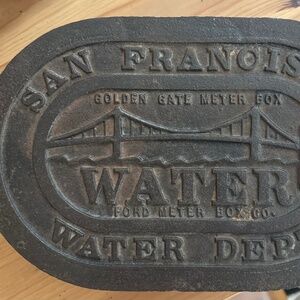 SAN FRANCIS
GOLDEN GATE METER BOX
WATER
FORD METER BOX CO.
WATER DEP